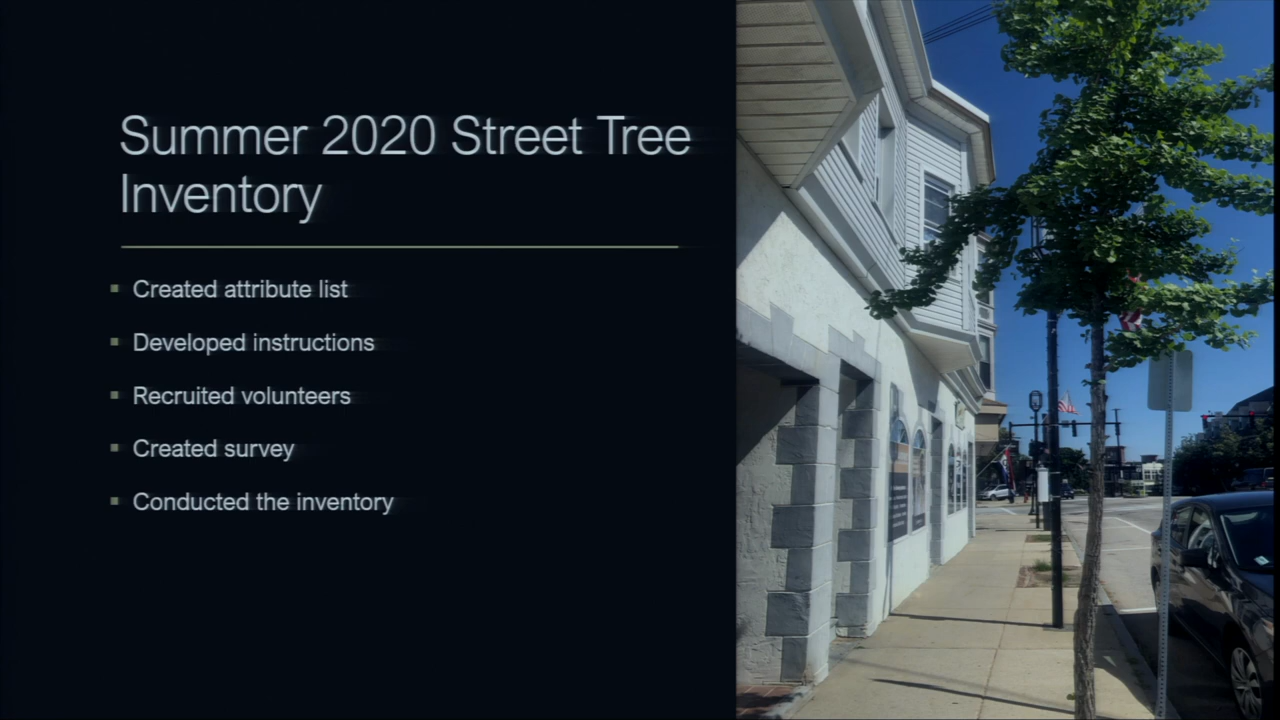 Summer 2020 Street Tree
Inventory
Created attribute list
Developed instructions
Recruited volunteers
Created survey
Conducted the inventory